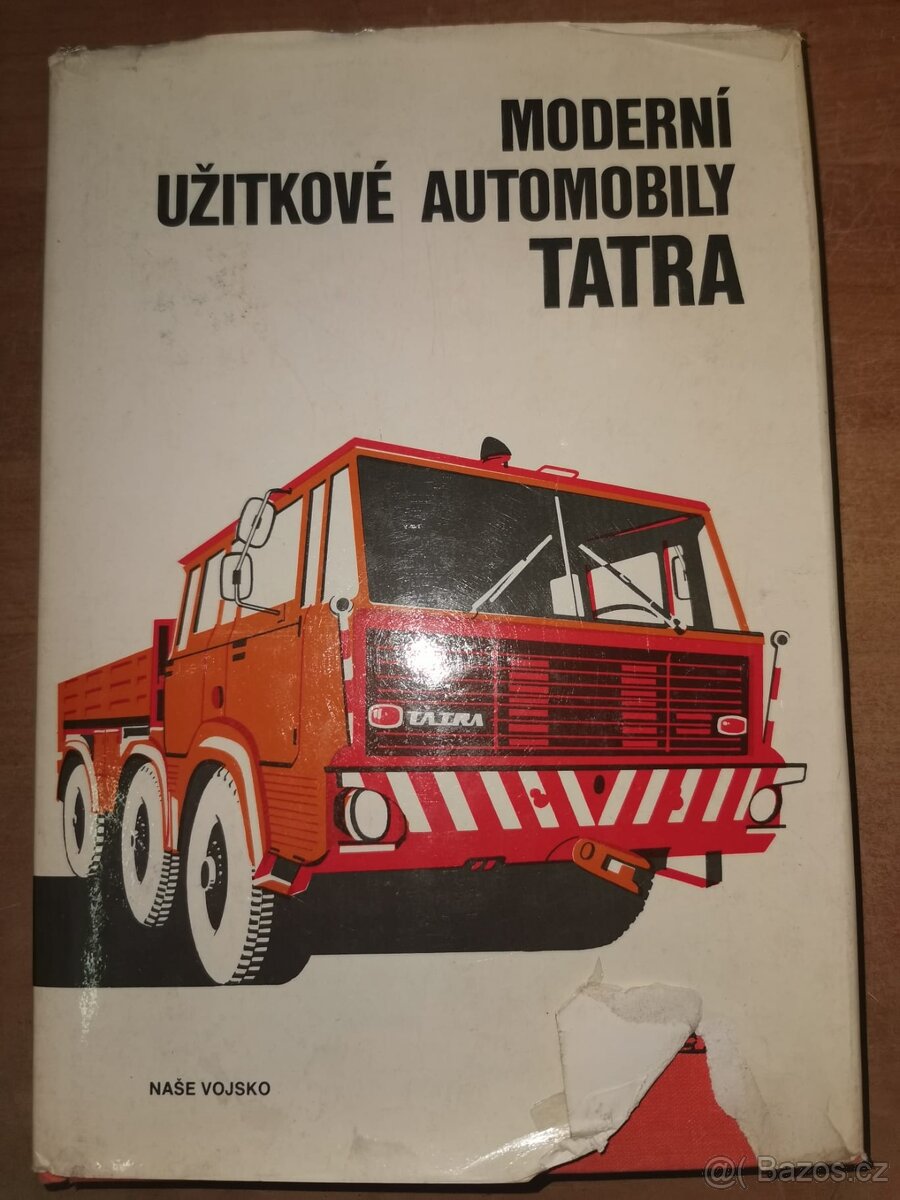 MODERNÍ
UŽITKOVÉ AUTOMOBILY
TATRA
TATRA
NAŠE VOJSKO
@( Bazos.cz